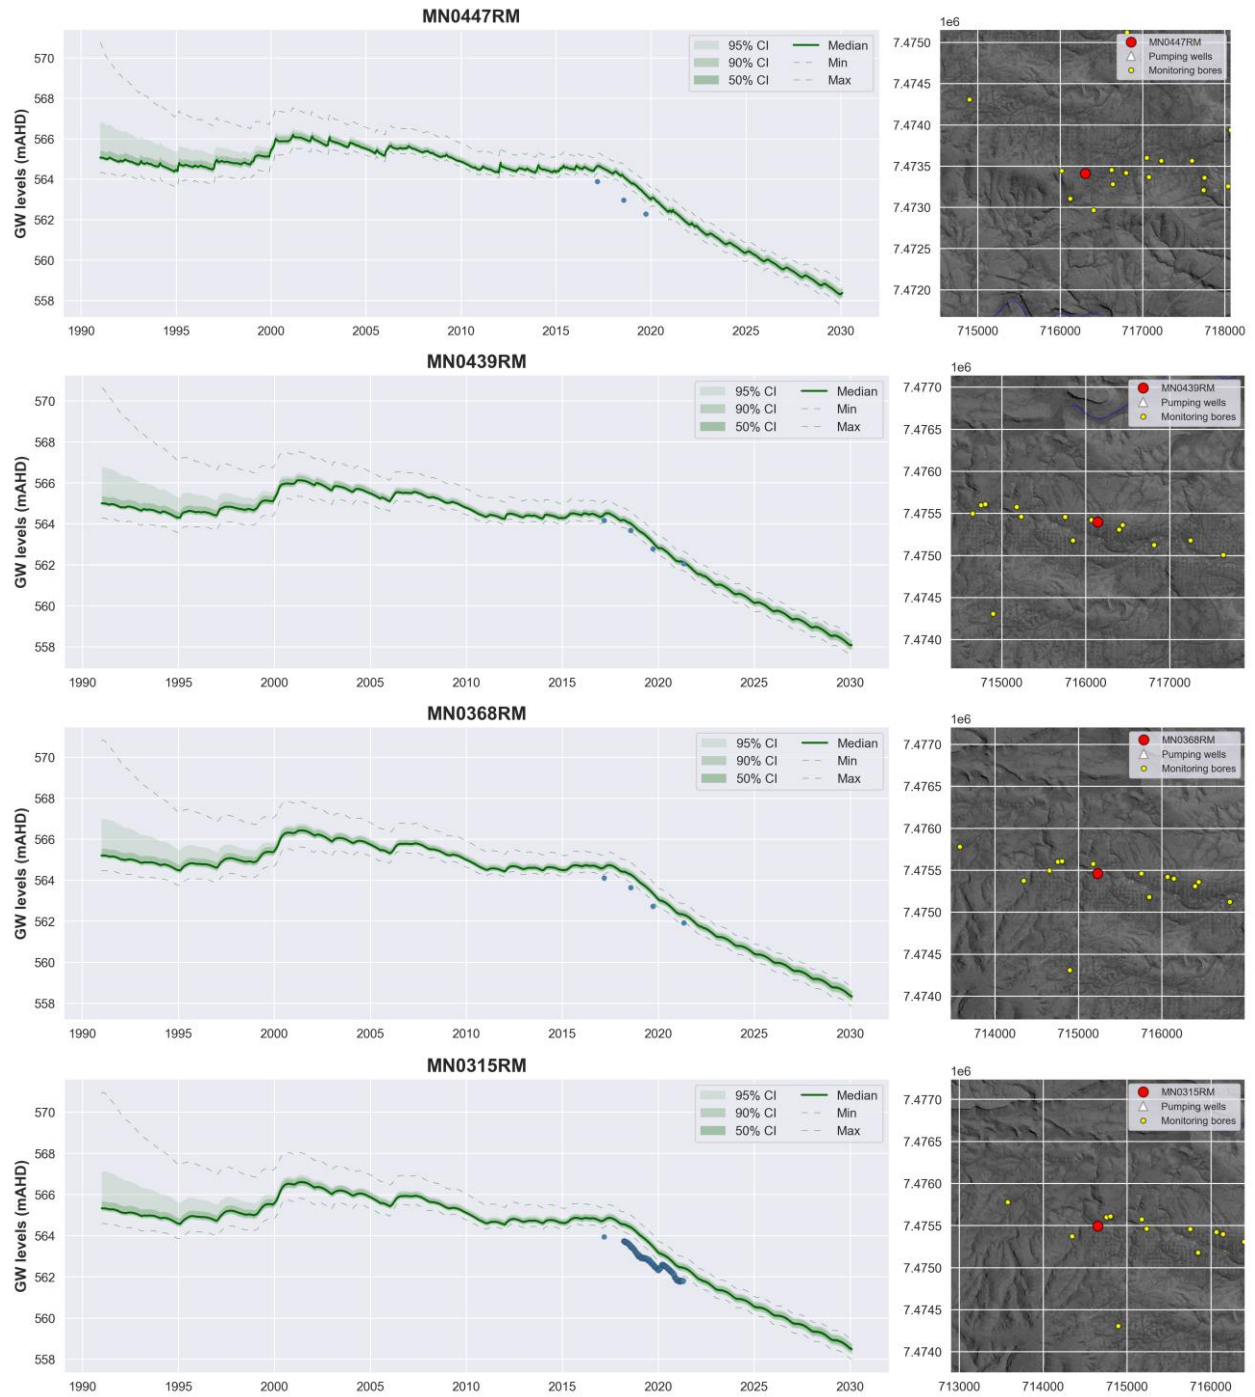 MN0447RM
GW levels (mAHD)
570
568
566
564
562
560
558
1990
1995
2000
2005
2010
2015
2020
2025
2030
95% CI
90% CI
50% CI
Median
Min
Max
1e6
7.4750
7.4745
7.4740
7.4735
7.4730
7.4725
7.4720
715000
716000
717000
718000
MN0447RM
Pumping wells
Monitoring bores
MN0439RM
GW levels (mAHD)
570
568
566
564
562
560
558
1990
1995
2000
2005
2010
2015
2020
2025
2030
95% CI
90% CI
50% CI
Median
Min
Max
1e6
7.4770
7.4765
7.4760
7.4755
7.4750
7.4745
7.4740
715000
716000
717000
MN0439RM
Pumping wells
Monitoring bores
MN0368RM
GW levels (mAHD)
570
568
566
564
562
560
558
1990
1995
2000
2005
2010
2015
2020
2025
2030
95% CI
90% CI
50% CI
Median
Min
Max
1e6
7.4770
7.4765
7.4760
7.4755
7.4750
7.4745
7.4740
714000
715000
716000
MN0368RM
Pumping wells
Monitoring bores
MN0315RM
GW levels (mAHD)
570
568
566
564
562
560
558
1990
1995
2000
2005
2010
2015
2020
2025
2030
95% CI
90% CI
50% CI
Median
Min
Max
1e6
7.4770
7.4765
7.4760
7.4755
7.4750
7.4745
7.4740
713000
714000
715000
716000
MN0315RM
Pumping wells
Monitoring bores